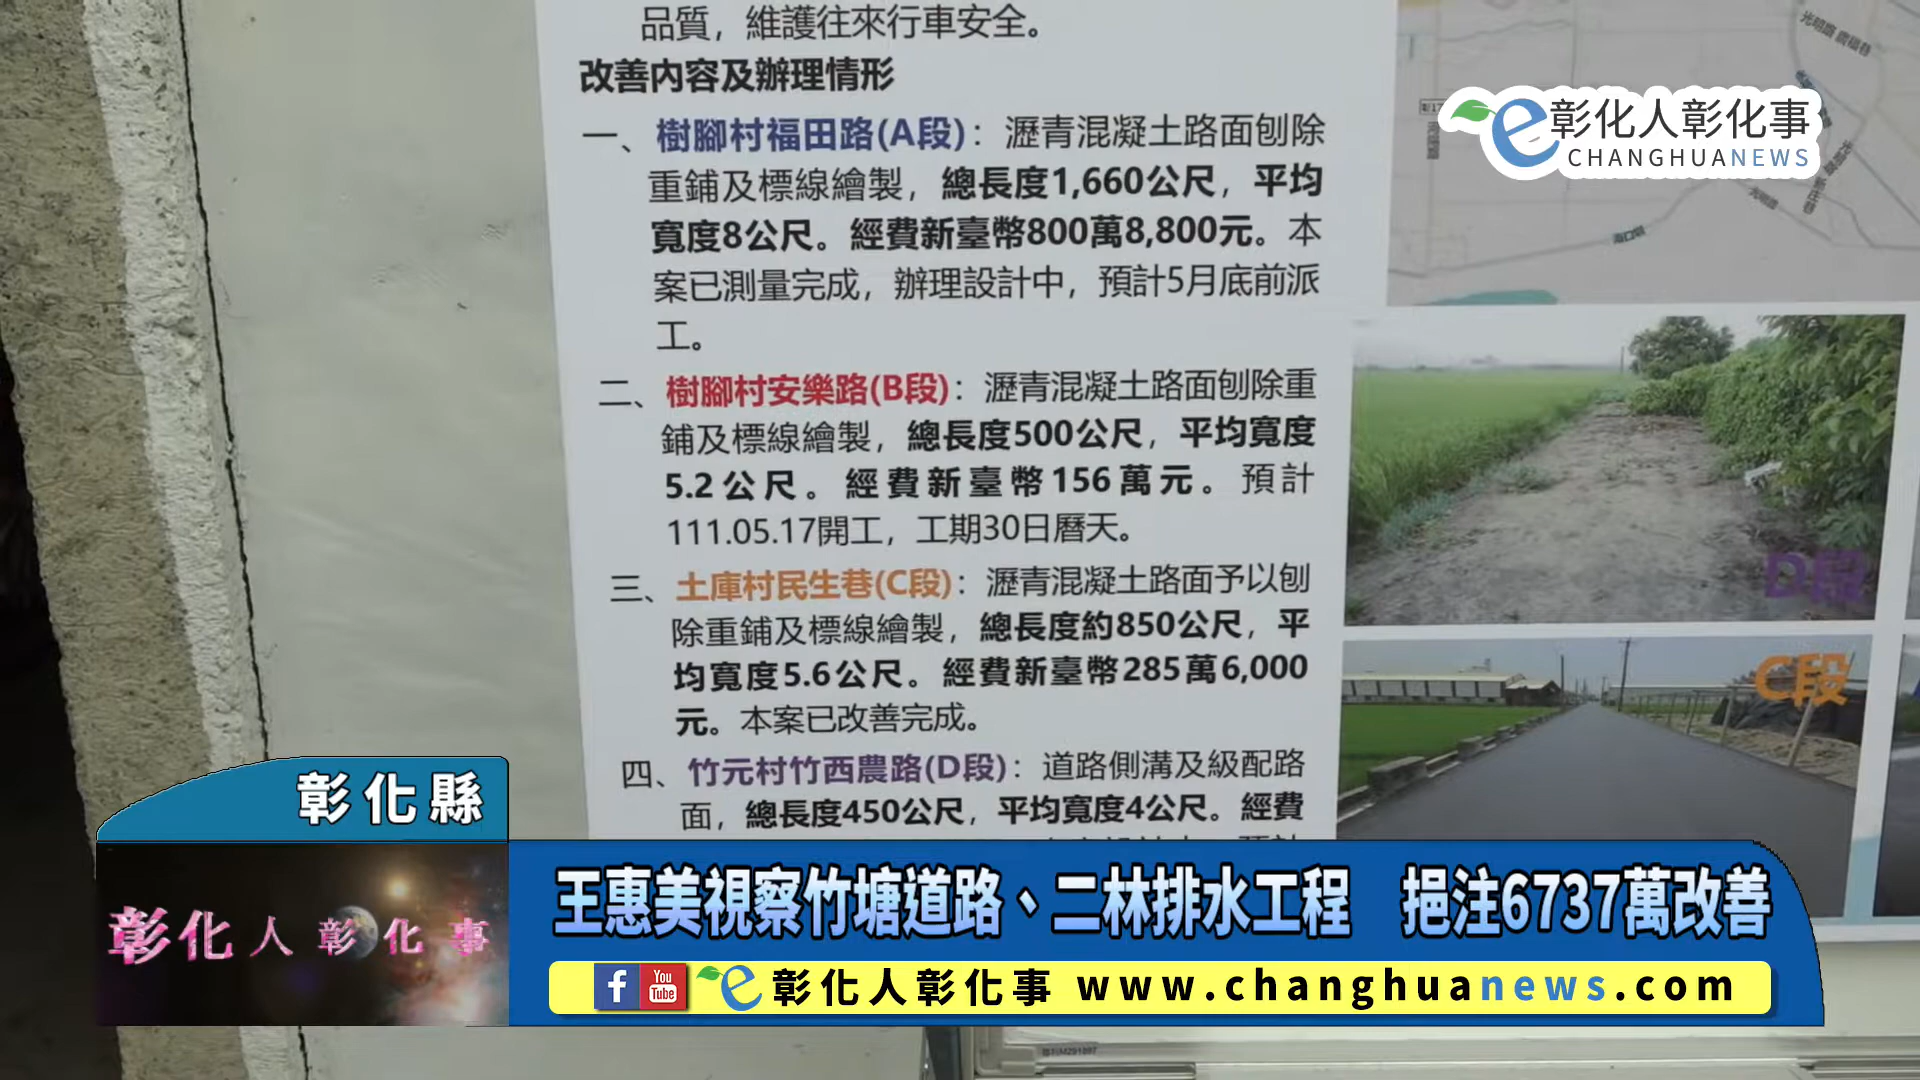 品質，維護往來行車安全。
改善內容及辦理情形
一、樹腳村福田路(A段)：瀝青混凝土路面刨除
重鋪及標線繪製，總長度1,660公尺，平均
寬度8公尺。經費新臺幣800萬8,800元。本
案已測量完成，辦理設計中，預計5月底前派
工。
二、樹腳村安樂路(B段)：瀝青混凝土路面刨除重
鋪及標線繪製，總長度500公尺，平均寬度
5.2公尺。經費新臺幣156萬元。預計
111.05.17開工，工期30日曆天。
三、土庫村民生巷(C段)：瀝青混凝土路面予以刨
除重鋪及標線繪製，總長度約850公尺，平
均寬度5.6公尺。經費新臺幣285萬6,000
元。本案已改善完成。
四、竹元村竹西農路(D段)：道路側溝及級配路
面，總長度450公尺，平均寬度4公尺。經費
彰化人彰化事
CHANGHUANEWS
D段
C段
彰化縣
彰化人彰化事
王惠美視察竹塘道路、二林排水工程 挹注6737萬改善
f You Tube e彰化人彰化事 www.changhuanews.com